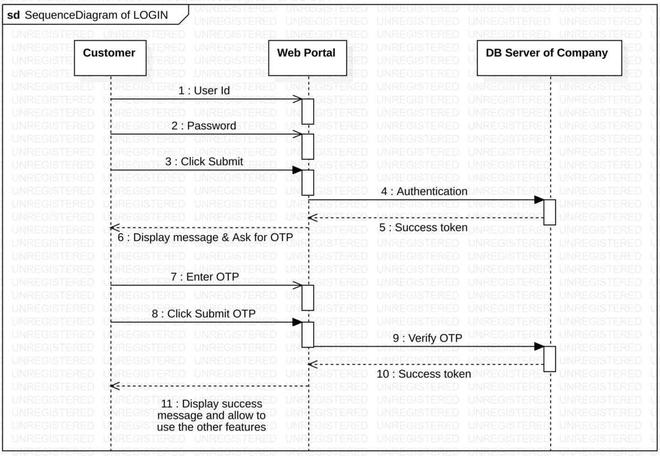 sd SequenceDiagram of LOGIN
Customer
Web Portal
DB Server of Company
1 : User Id
2 : Password
3 : Click Submit
4 : Authentication
5 : Success token
6 : Display message & Ask for OTP
7 : Enter OTP
8 : Click Submit OTP
9 : Verify OTP
10 : Success token
11 : Display success
message and allow to
use the other features
UNREGISTERED